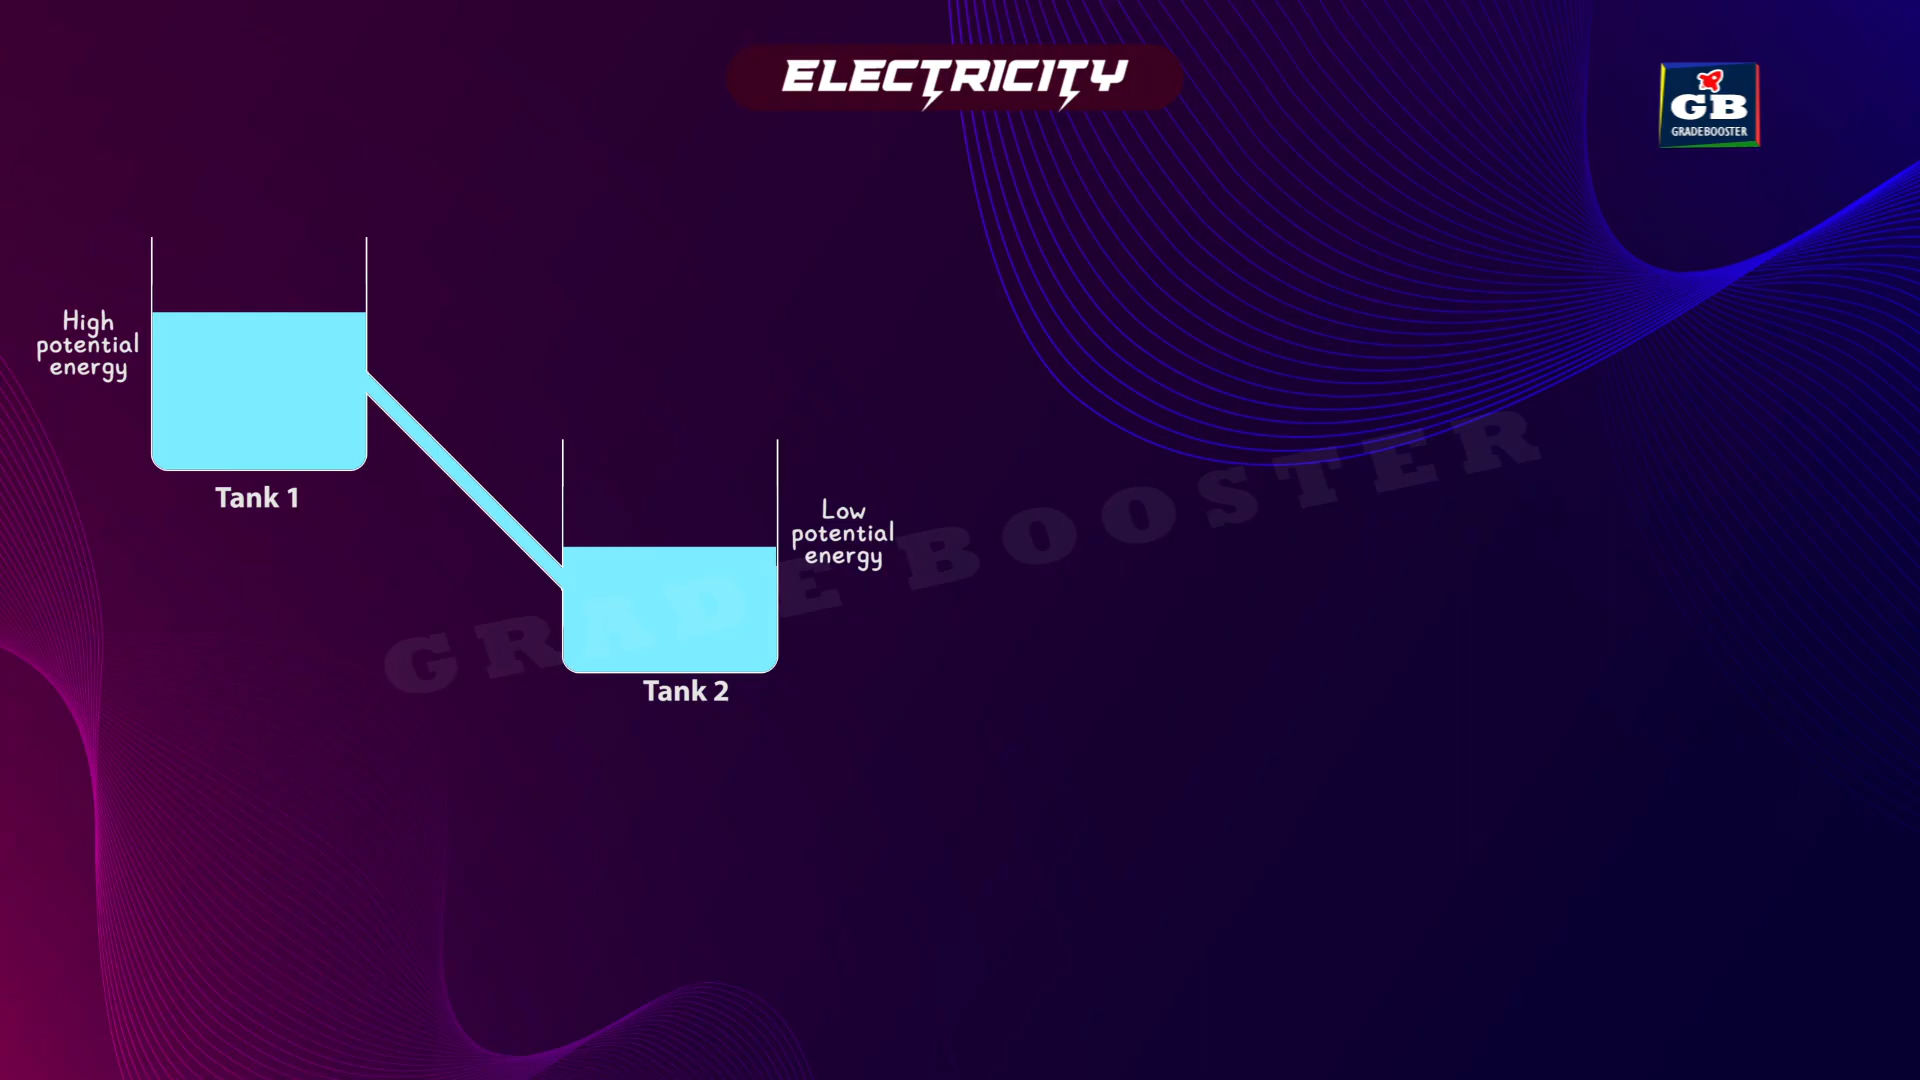 ELECTRICITY
GB
GRADEBOOSTER
High
potential
energy
Tank 1
Low
potential
energy
Tank 2
GRADE BOOSTER